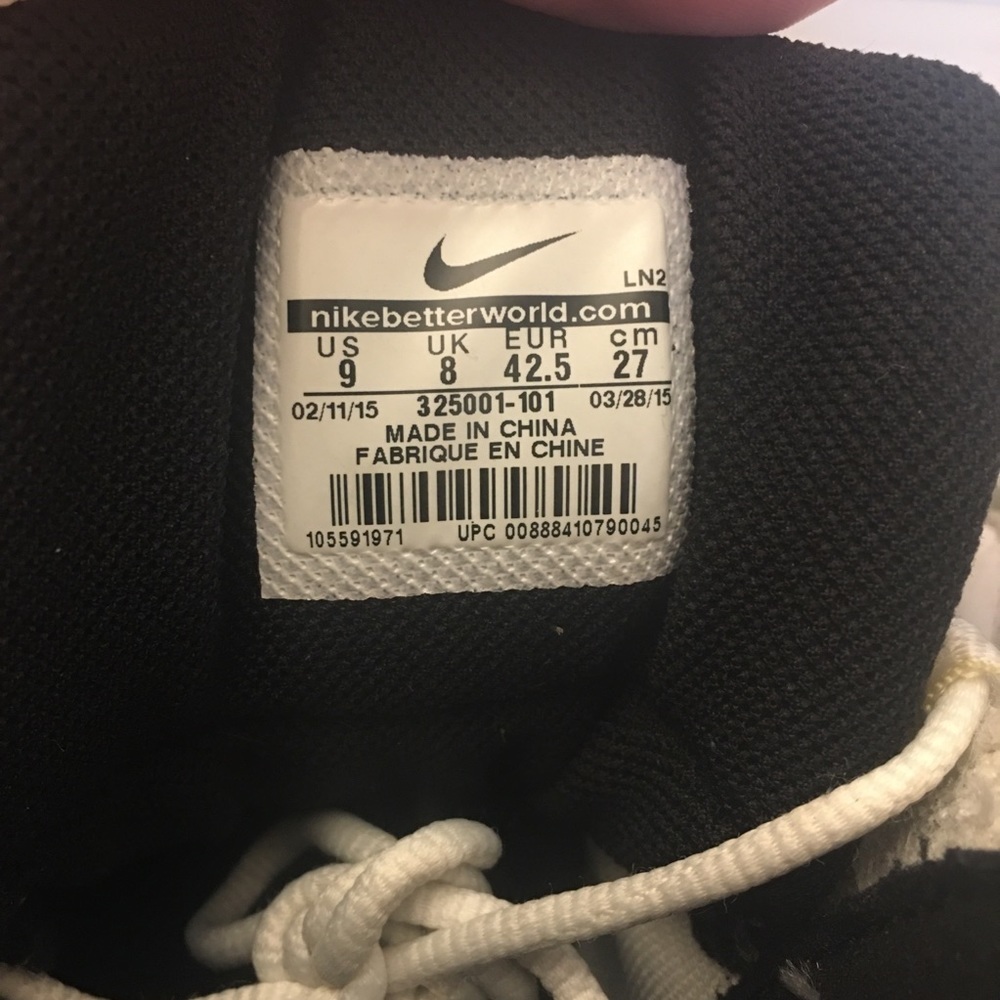 LN2
nikebetterworld.com
US UK EUR cm
9 8 42.5 27
02/11/15 325001-101 03/28/15
MADE IN CHINA
FABRIQUE EN CHINE
105591971 UPC 00888410790045